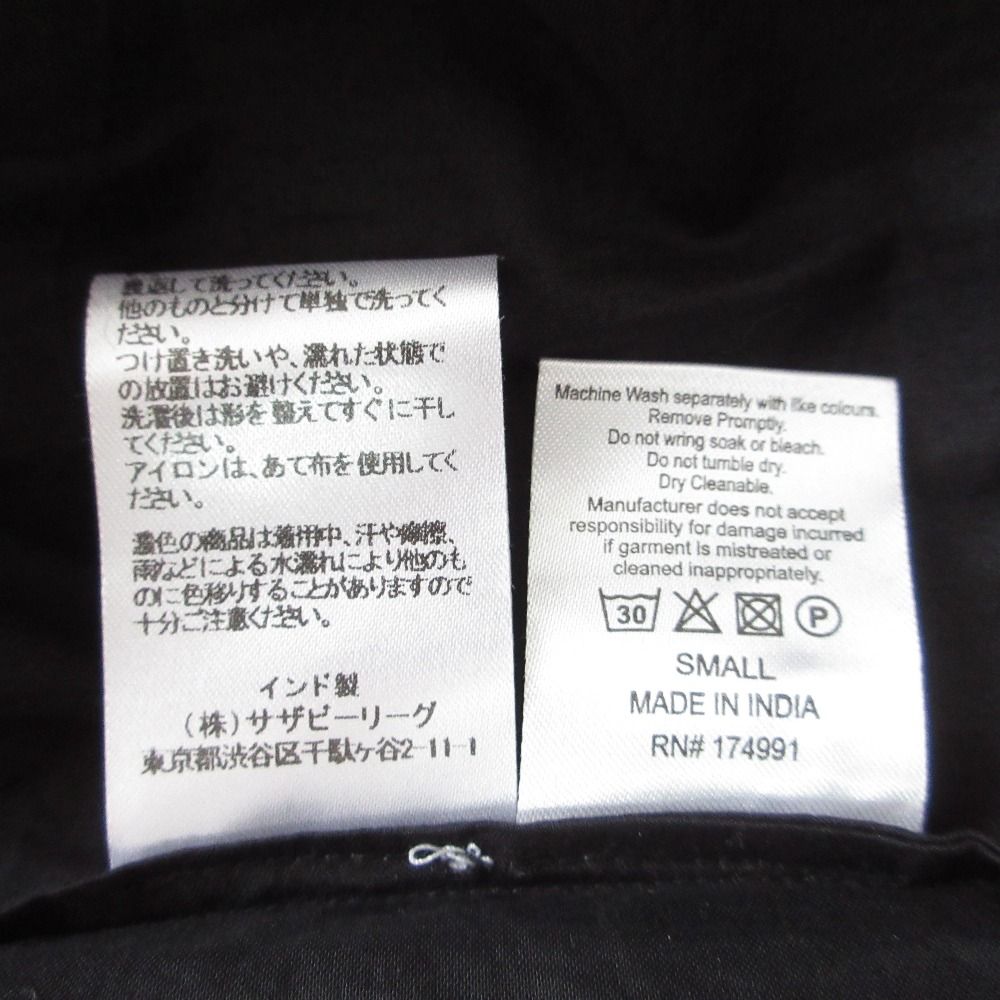 裏返して洗ってください。
他のものと分けて単独で洗ってく
ださい。
つけ置き洗いや、濡れた状態で
の放置はお避けください。
洗濯後は形を整えてすぐに干し
てください。
アイロンは、あて布を使用してく
ださい。
濃色の商品は着用中、汗や摩擦、
雨などによる水濡れにより他のも
のに色移りすることがありますので
十分ご注意ください。
インド製
(株)サザビーリーグ
東京都渋谷区千駄ヶ谷2-11-1
Machine Wash separately with like colours.
Remove Promptly.
Do not wring soak or bleach.
Do not tumble dry.
Dry Cleanable.
Manufacturer does not accept
responsibility for damage incurred
if garment is mistreated or
cleaned inappropriately.
30 P
SMALL
MADE IN INDIA
RN# 174991